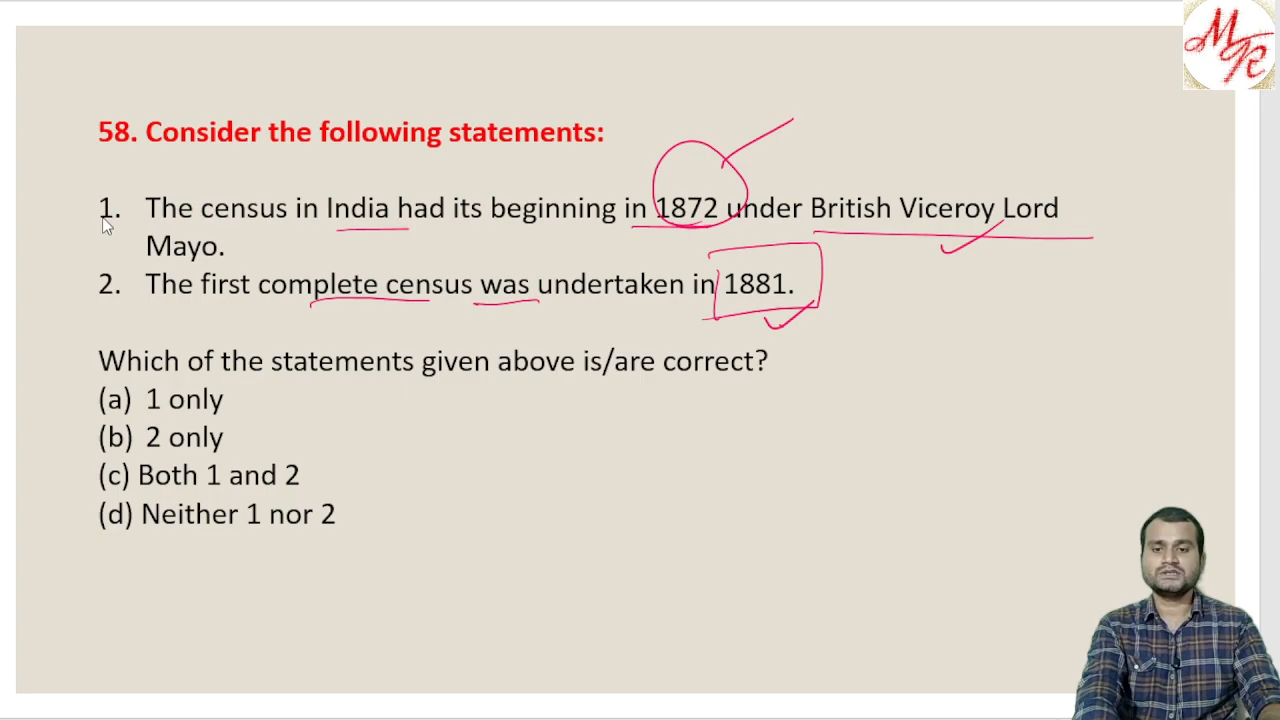 MR
58. Consider the following statements:
1. The census in India had its beginning in 1872 under British Viceroy Lord
Mayo.
2. The first complete census was undertaken in 1881.
Which of the statements given above is/are correct?
(a) 1 only
(b) 2 only
(c) Both 1 and 2
(d) Neither 1 nor 2